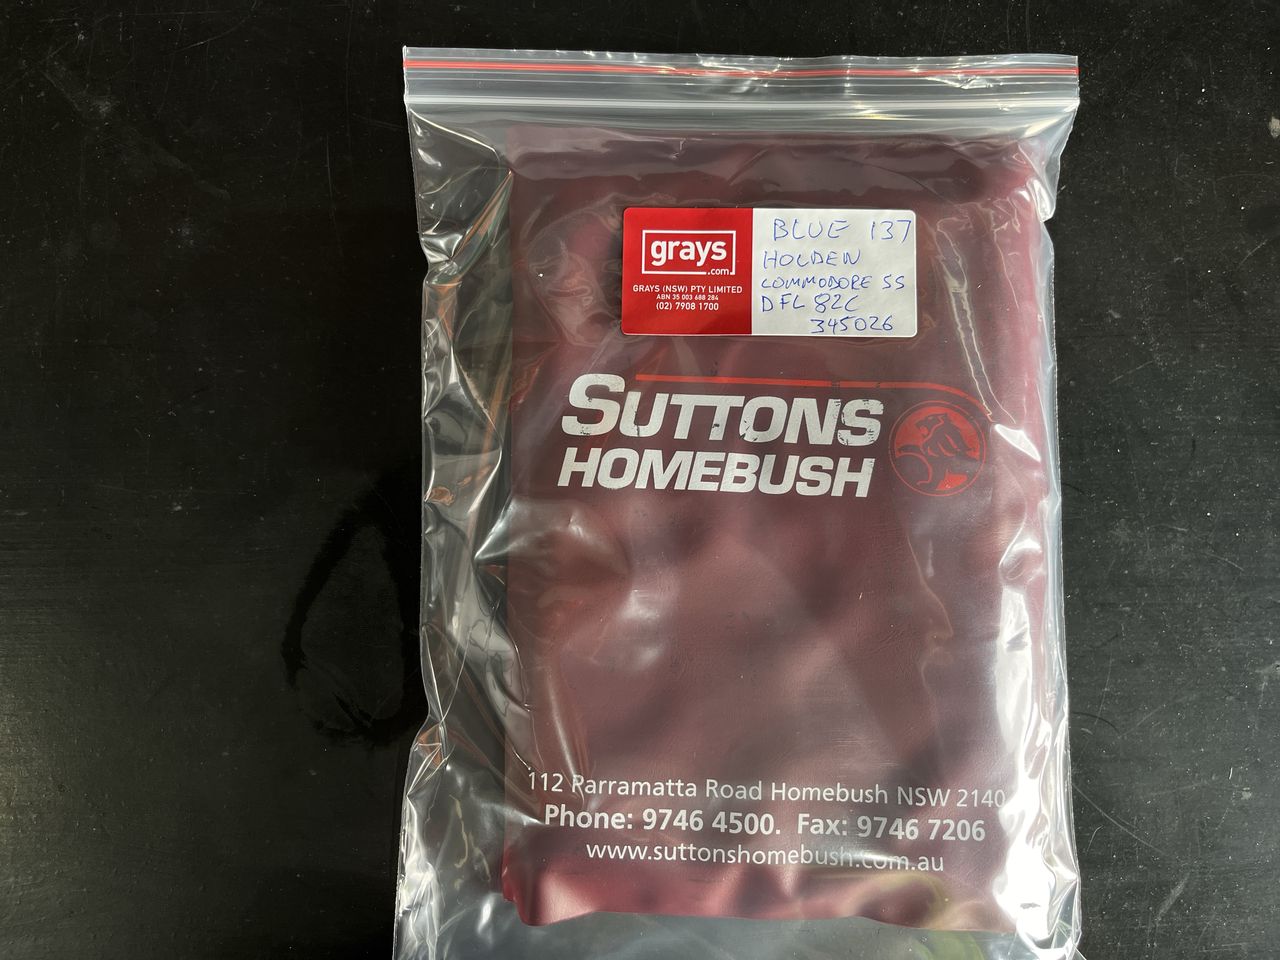 grays
.com
GRAYS (NSW) PTY LIMITED
ABN 35 003 688 284
(02) 7908 1700
BLUE 137
HOLDEN
COMMODORE SS
DFL 82C
345026
SUTTONS
HOMEBUSH
112 Parramatta Road Homebush NSW 2140
Phone: 9746 4500. Fax: 9746 7206
www.suttonshomebush.com.au